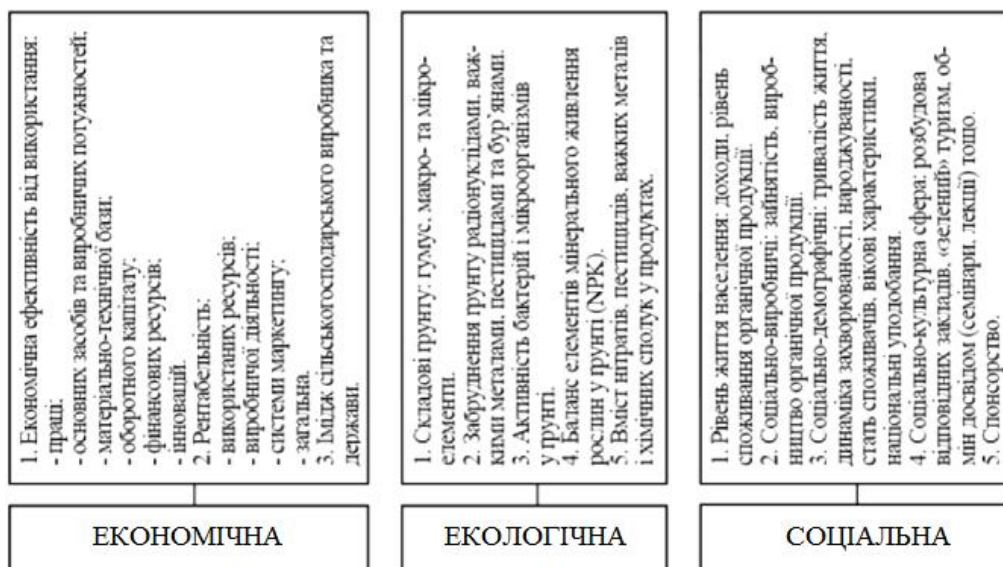 1. Економічна ефективність від використання:
- праці;
- основних засобів та виробничих потужностей;
- матеріально-технічної бази;
- оборотного капіталу;
- фінансових ресурсів;
- інновацій.
2. Рентабельність:
- використаних ресурсів;
- виробничої діяльності;
- системи маркетингу;
- загальна.
3. Імідж сільськогосподарського виробника та
держави.
ЕКОНОМІЧНА
1. Складові ґрунту: гумус, макро- та мікро-
елементи.
2. Забруднення ґрунту радіонуклідами, важ-
кими металами, пестицидами та бур’янами.
3. Активність бактерій і мікроорганізмів
у ґрунті.
4. Баланс елементів мінерального живлення
рослин у ґрунті (NPK).
5. Вміст нітратів, пестицидів, важких металів
і хімічних сполук у продуктах.
ЕКОЛОГІЧНА
1. Рівень життя населення: доходи, рівень
споживання органічної продукції.
2. Соціально-виробничі: зайнятість, вироб-
ництво органічної продукції.
3. Соціально-демографічні: тривалість життя,
динаміка захворюваності, народжуваності,
стать споживачів, вікові характеристики,
національні уподобання.
4. Соціально-культурна сфера: розбудова
відповідних закладів, «зелений» туризм, об-
мін досвідом (семінари, лекції) тощо.
5. Спонсорство.
СОЦІАЛЬНА